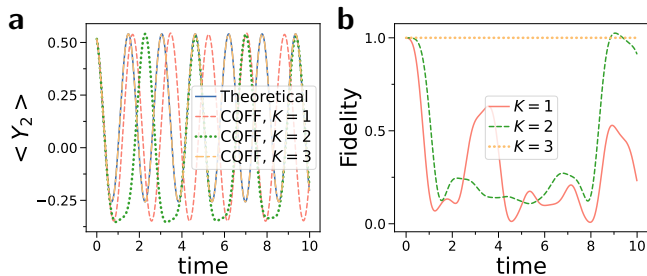 a
0.50
0.25
0.00
−0.25
< Y₂ >
0 2 4 6 8 10
time
Theoretical
CQFF, K = 1
CQFF, K = 2
CQFF, K = 3
b
1.0
0.5
0.0
Fidelity
0 2 4 6 8 10
time
K = 1
K = 2
K = 3